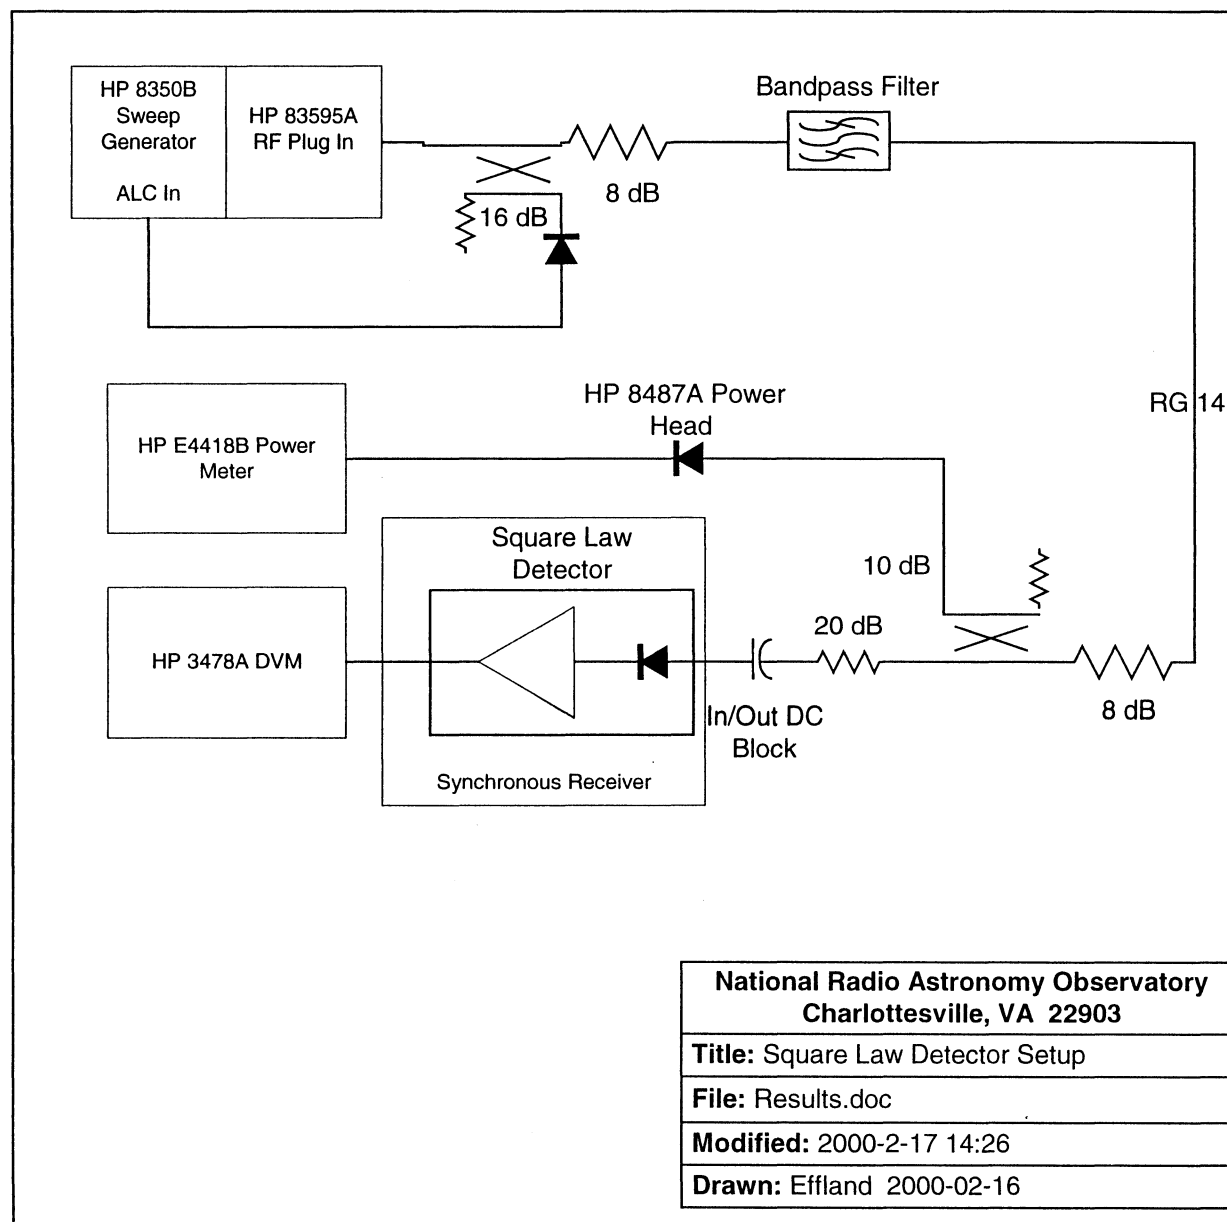 HP 8350B
Sweep
Generator
ALC In
HP 83595A
RF Plug In
16 dB
8 dB
Bandpass Filter
RG 14
HP 8487A Power
Head
HP E4418B Power
Meter
Square Law
Detector
10 dB
20 dB
HP 3478A DVM
In/Out DC
Block
8 dB
Synchronous Receiver
National Radio Astronomy Observatory
Charlottesville, VA 22903
Title: Square Law Detector Setup
File: Results.doc
Modified: 2000-2-17 14:26
Drawn: Effland 2000-02-16